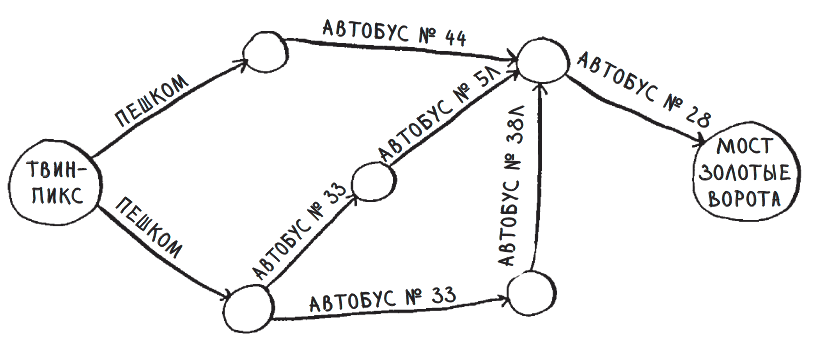 АВТОБУС № 44
ПЕШКОМ
АВТОБУС № 5Л
АВТОБУС № 28
ТВИН-
ПИКС
МОСТ
ЗОЛОТЫЕ
ВОРОТА
АВТОБУС № 38Л
ПЕШКОМ
АВТОБУС № 33
АВТОБУС № 33